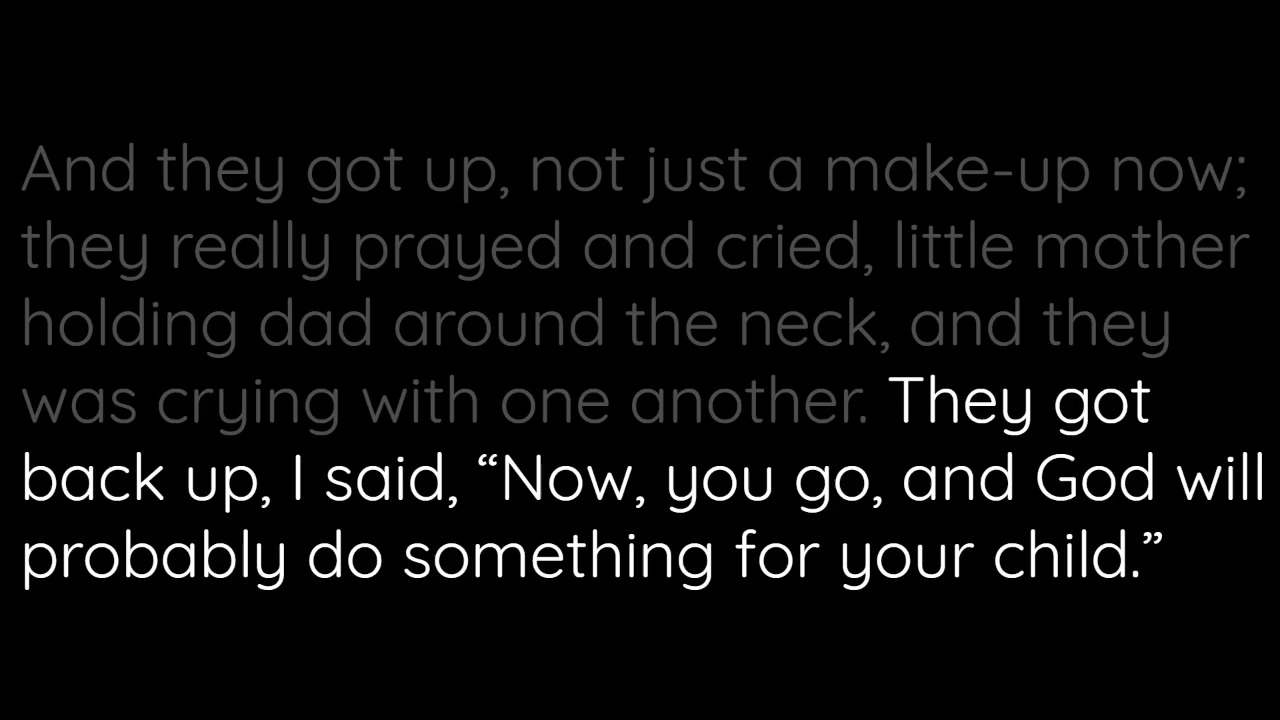 And they got up, not just a make-up now;
they really prayed and cried, little mother
holding dad around the neck, and they
was crying with one another. They got
back up, I said, “Now, you go, and God will
probably do something for your child.”